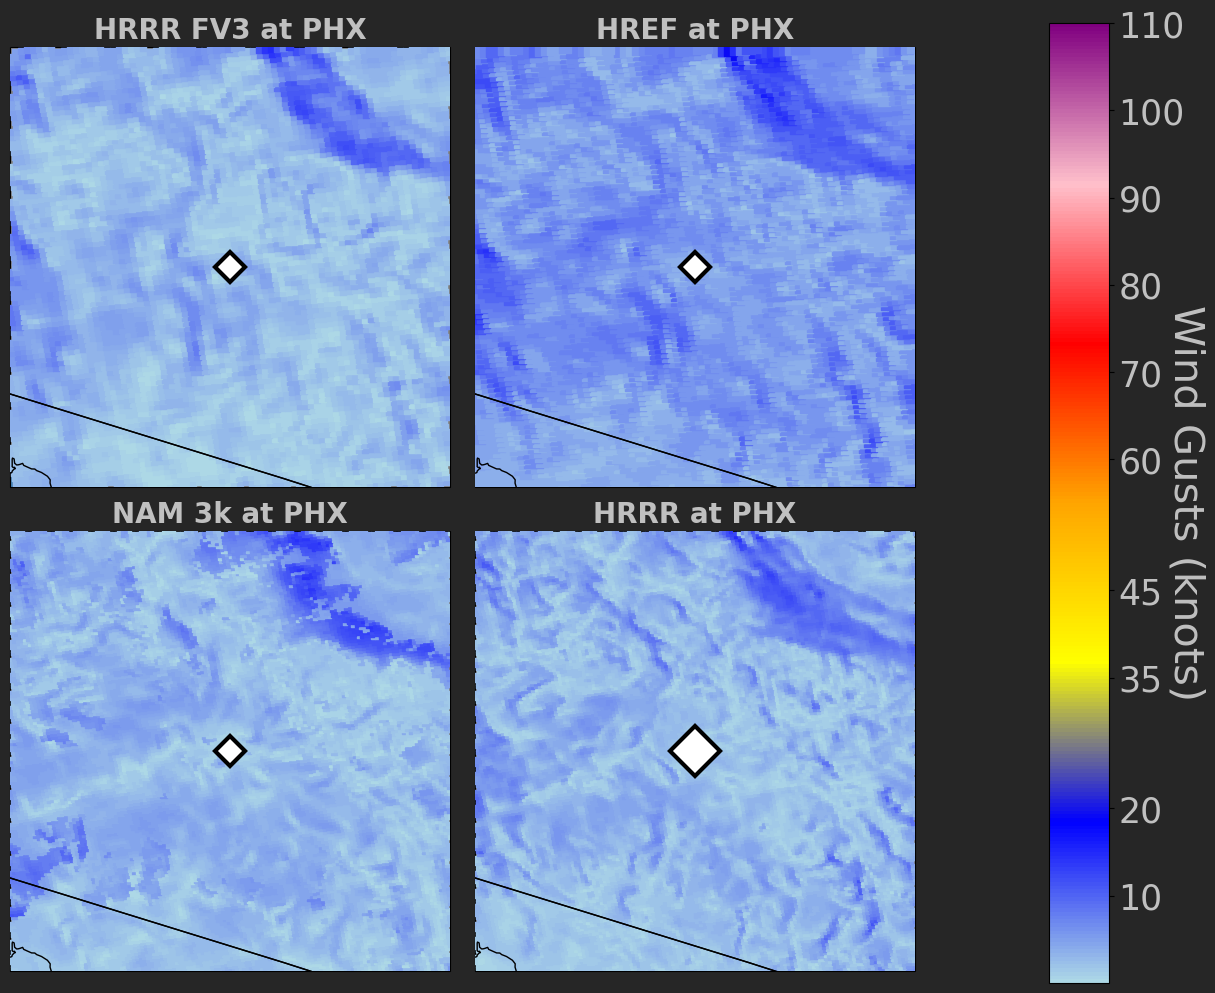 HRRR FV3 at PHX
HREF at PHX
NAM 3k at PHX
HRRR at PHX
110
100
90
80
70
60
45
35
20
10
Wind Gusts (knots)